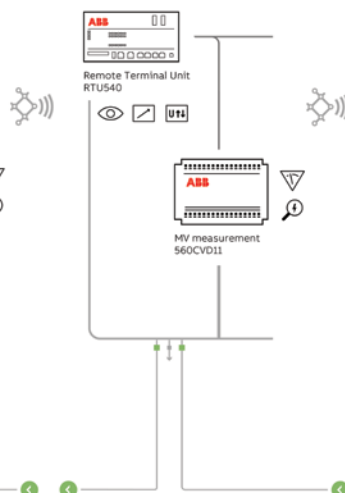 ABB
Remote Terminal Unit
RTU540
U
ABB
MV measurement
560CVD11